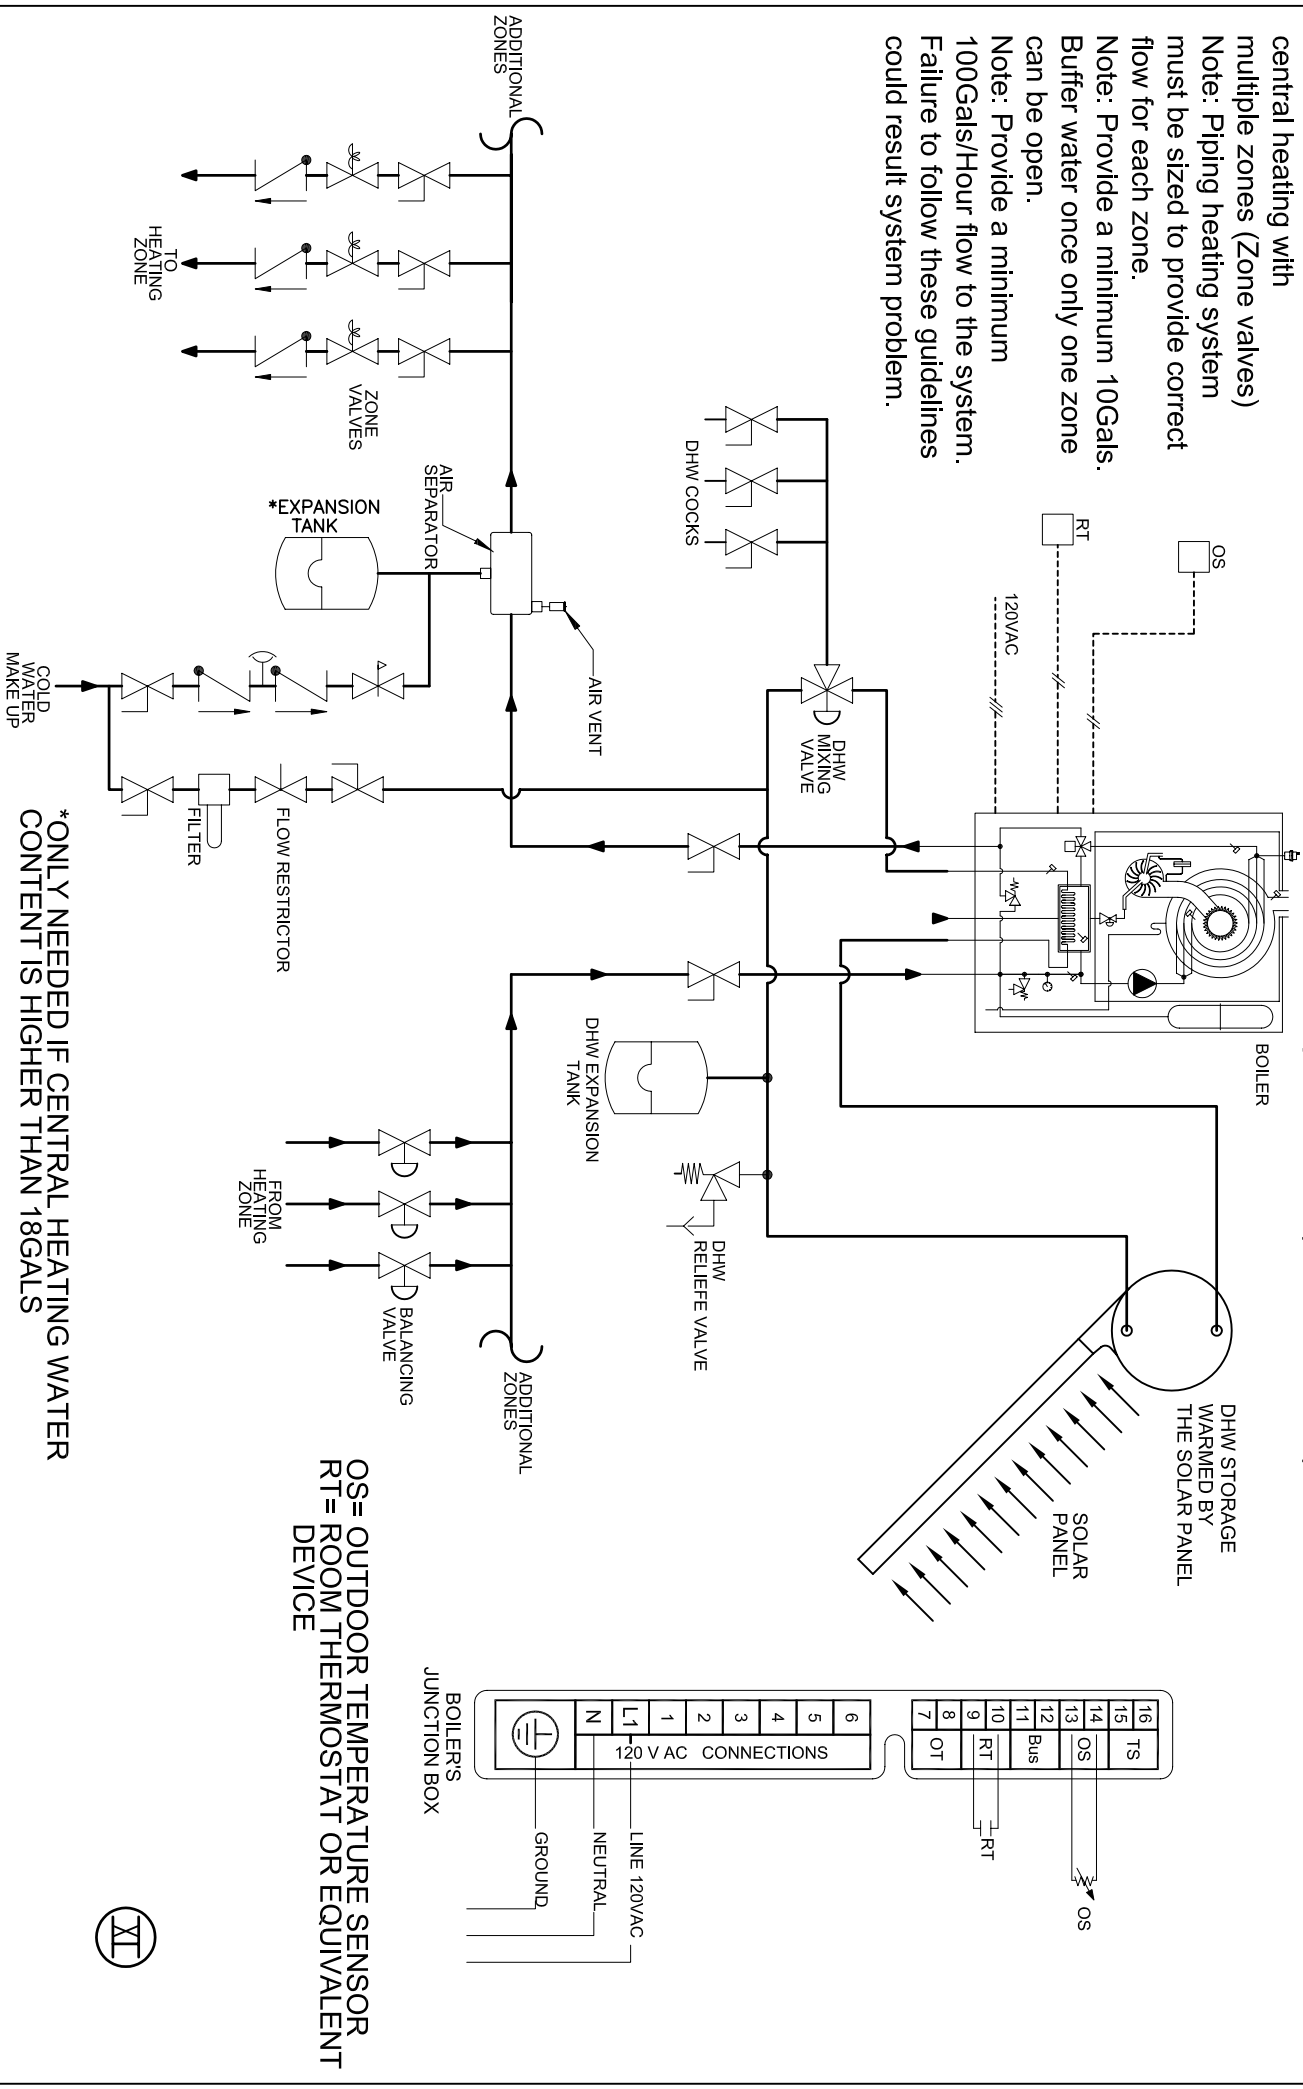 central heating with
multiple zones (Zone valves)
Note: Piping heating system
must be sized to provide correct
flow for each zone.
Note: Provide a minimum 10Gals.
Buffer water once only one zone
can be open.
Note: Provide a minimum
100Gals/Hour flow to the system.
Failure to follow these guidelines
could result system problem.
OS
RT
120VAC
BOILER
DHW STORAGE
WARMED BY
THE SOLAR PANEL
SOLAR
PANEL
DHW COCKS
DHW
MIXING
VALVE
ADDITIONAL
ZONES
AIR
SEPARATOR
AIR VENT
*EXPANSION
TANK
ZONE
VALVES
TO
HEATING
ZONE
COLD
WATER
MAKE UP
FLOW RESTRICTOR
FILTER
DHW EXPANSION
TANK
DHW
RELIEFE VALVE
ADDITIONAL
ZONES
BALANCING
VALVE
FROM
HEATING
ZONE
*ONLY NEEDED IF CENTRAL HEATING WATER
CONTENT IS HIGHER THAN 18GALS
16
15
TS
14
13
OS
12
11
Bus
10
9
RT
8
7
OT
OS
RT
6
5
4
3
2
1
L1
N
120 V AC CONNECTIONS
LINE 120VAC
NEUTRAL
GROUND
BOILER'S
JUNCTION BOX
OS= OUTDOOR TEMPERATURE SENSOR
RT= ROOM THERMOSTAT OR EQUIVALENT
DEVICE
XI